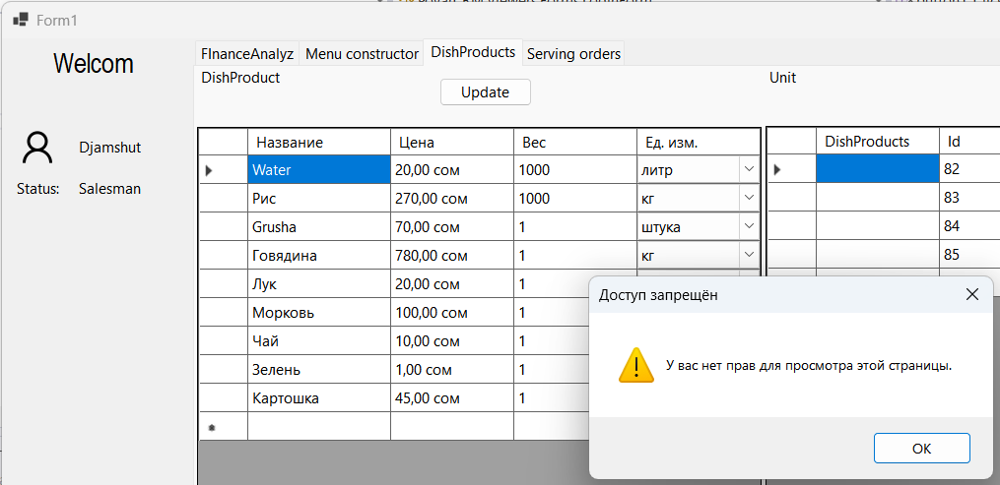 Form1
Welcom
Djamshut
Status: Salesman
FInanceAnalyz Menu constructor DishProducts Serving orders
DishProduct
Update
Unit
Название Цена Вес Ед. изм.
Water 20,00 сом 1000 литр
Рис 270,00 сом 1000 кг
Grusha 70,00 сом 1 штука
Говядина 780,00 сом 1 кг
Лук 20,00 сом 1
Морковь 100,00 сом 1
Чай 10,00 сом 1
Зелень 1,00 сом 1
Картошка 45,00 сом 1
DishProducts Id
82
83
84
85
Доступ запрещён
У вас нет прав для просмотра этой страницы.
OK